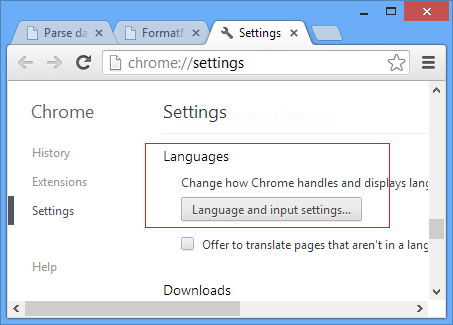 Parse da
Format
Settings
chrome://settings
Chrome
Settings
History
Extensions
Settings
Help
Languages
Change how Chrome handles and displays lang
Language and input settings...
Offer to translate pages that aren't in a lang
Downloads